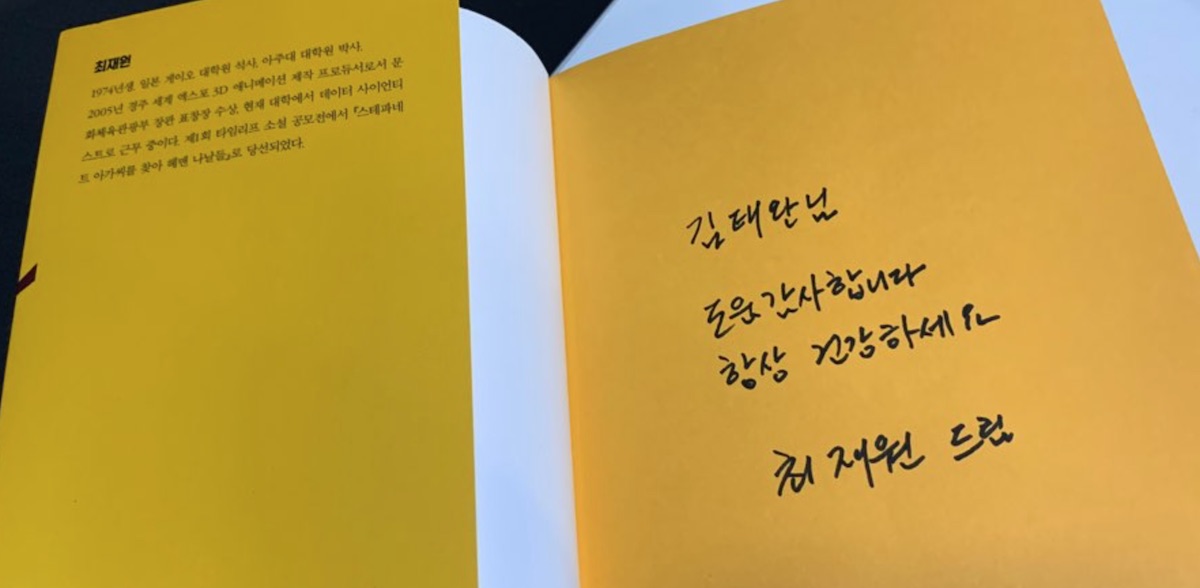 최재원
1974년생. 일본 게이오 대학원 석사, 아주대 대학원 박사.
2005년 경주 세계 엑스포 3D 애니메이션 제작 프로듀서로서 문
화체육관광부 장관 표창장 수상. 현재 대학에서 데이터 사이언티
스트로 근무 중이다. 제1회 타임리프 소설 공모전에서 『스테파네
트 아가씨를 찾아 헤맨 나날들』로 당선되었다.
김태완님
도움 감사합니다
항상 건강하세요
최재원 드림